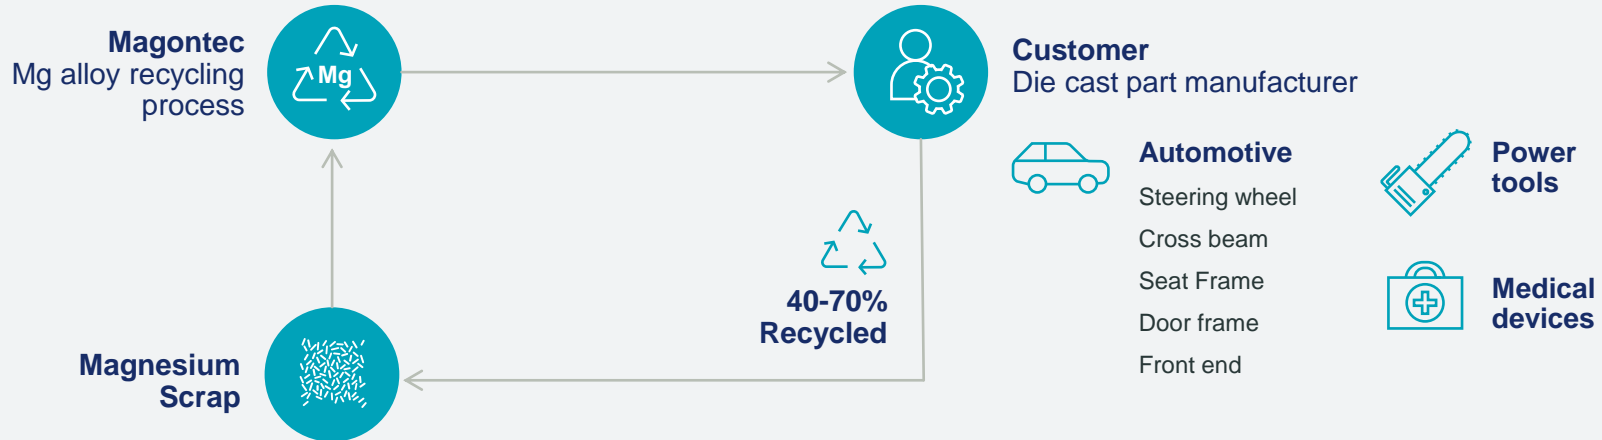 Magontec
Mg alloy recycling
process
Mg
Customer
Die cast part manufacturer
Automotive
Steering wheel
Cross beam
Seat Frame
Door frame
Front end
Power
tools
Medical
devices
40-70%
Recycled
Magnesium
Scrap